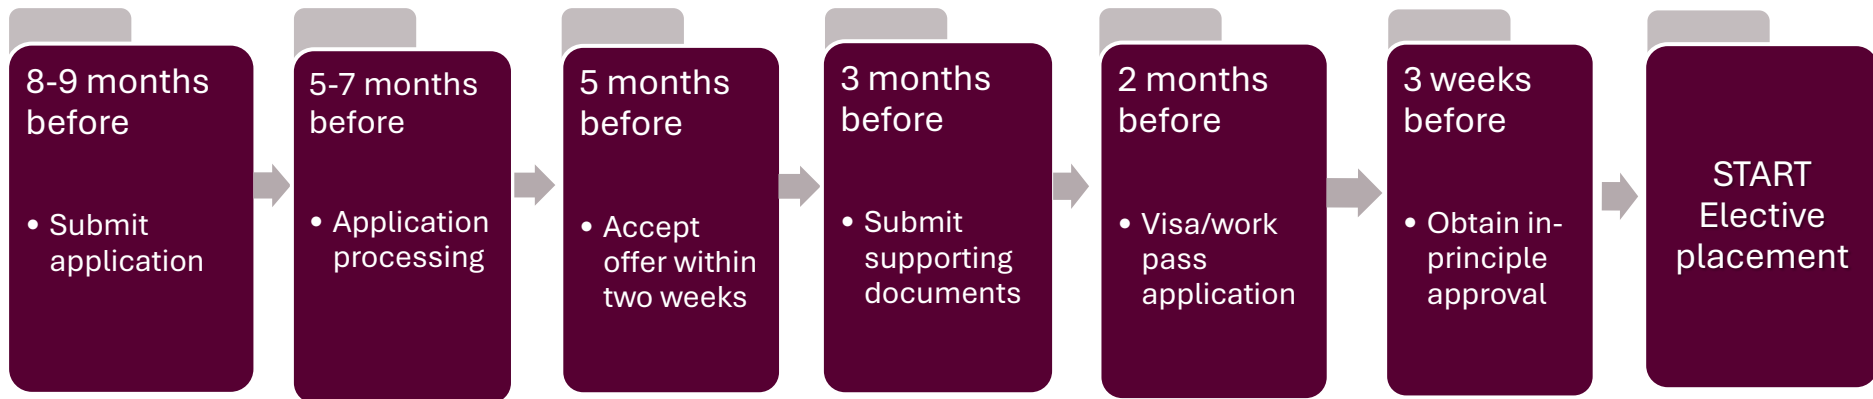 8-9 months
before
• Submit
application
5-7 months
before
• Application
processing
5 months
before
• Accept
offer within
two weeks
3 months
before
• Submit
supporting
documents
2 months
before
• Visa/work
pass
application
3 weeks
before
• Obtain in-
principle
approval
START
Elective
placement